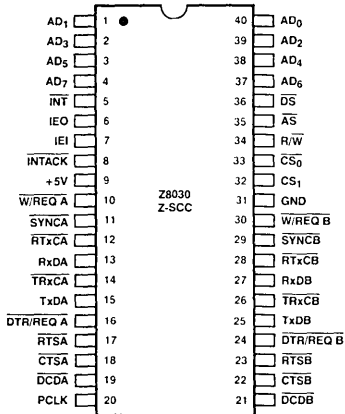 AD1 1 40 AD0
AD3 2 39 AD2
AD5 3 38 AD4
AD7 4 37 AD6
INT 5 36 DS
IEO 6 35 AS
IEI 7 34 R/W
INTACK 8 33 CS0
+5V 9 32 CS1
W/REQ A 10 31 GND
Z8030
Z-SCC
SYNCA 11 30 W/REQ B
RTxCA 12 29 SYNCB
RxDA 13 28 RTxCB
TRxCA 14 27 RxDB
TxDA 15 26 TRxCB
DTR/REQ A 16 25 TxDB
RTSA 17 24 DTR/REQ B
CTSA 18 23 RTSB
DCDA 19 22 CTSB
PCLK 20 21 DCDB